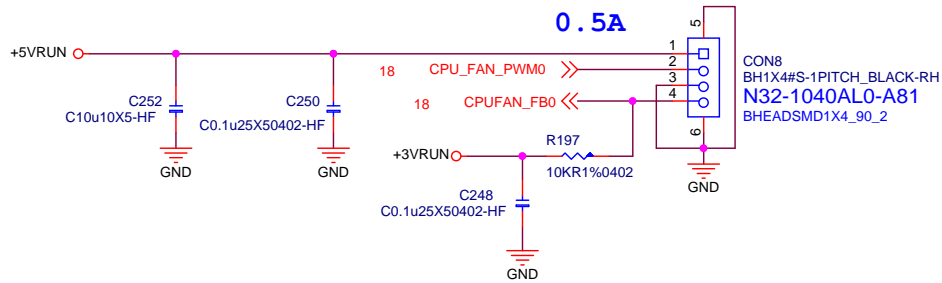 0.5A
5
+5VRUN
1
2
3
4
6
CON8
BH1X4#S-1PITCH_BLACK-RH
N32-1040AL0-A81
BHEADSMD1X4_90_2
18 CPU_FAN_PWM0
18 CPUFAN_FB0
C252
C10u10X5-HF
C250
C0.1u25X50402-HF
GND
GND
R197
10KR1%0402
+3VRUN
GND
C248
C0.1u25X50402-HF
GND